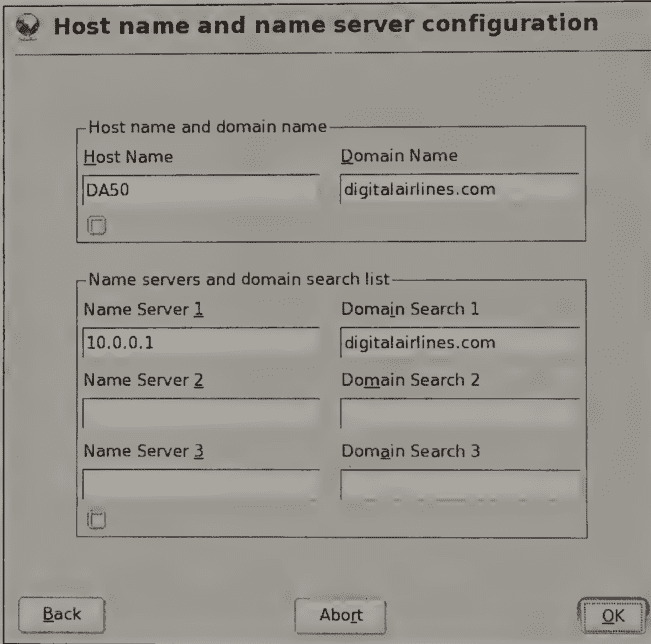 Host name and name server configuration
Host name and domain name
Host Name
Domain Name
DA50
digitalairlines.com
Name servers and domain search list
Name Server 1
Domain Search 1
10.0.0.1
digitalairlines.com
Name Server 2
Domain Search 2
Name Server 3
Domain Search 3
Back
Abort
OK